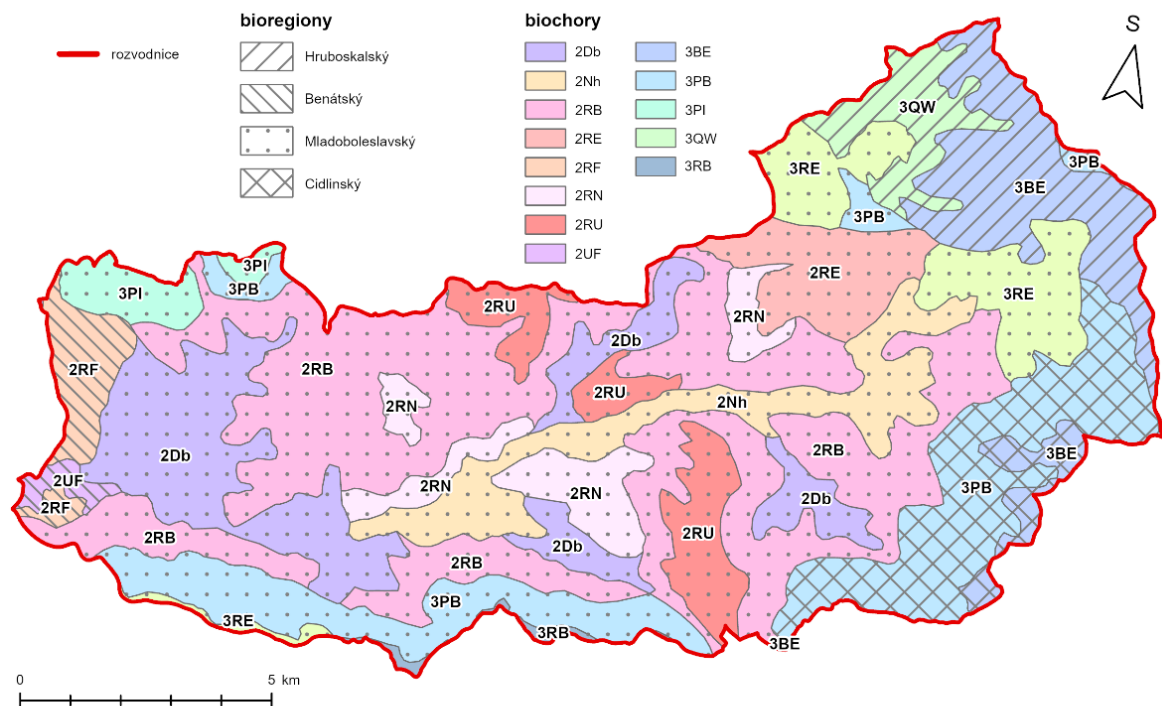 bioregiony
biochory
S
rozvodnice
Hruboskalský
Benátský
Mladoboleslavský
Cidlinský
2Db
2Nh
2RB
2RE
2RF
2RN
2RU
2UF
3BE
3PB
3PI
3QW
3RB
3QW
3RE
3PB
3BE
3PB
3PI
3PI
3PB
2RE
3RE
2RU
2RN
2Db
2RF
2RB
2RU
2Nh
2RN
2RB
3BE
2Db
2UF
2RN
2RN
3PB
2Db
2RF
2RB
2RU
2Db
2RB
3PB
3RE
3RB
3BE
0
5 km